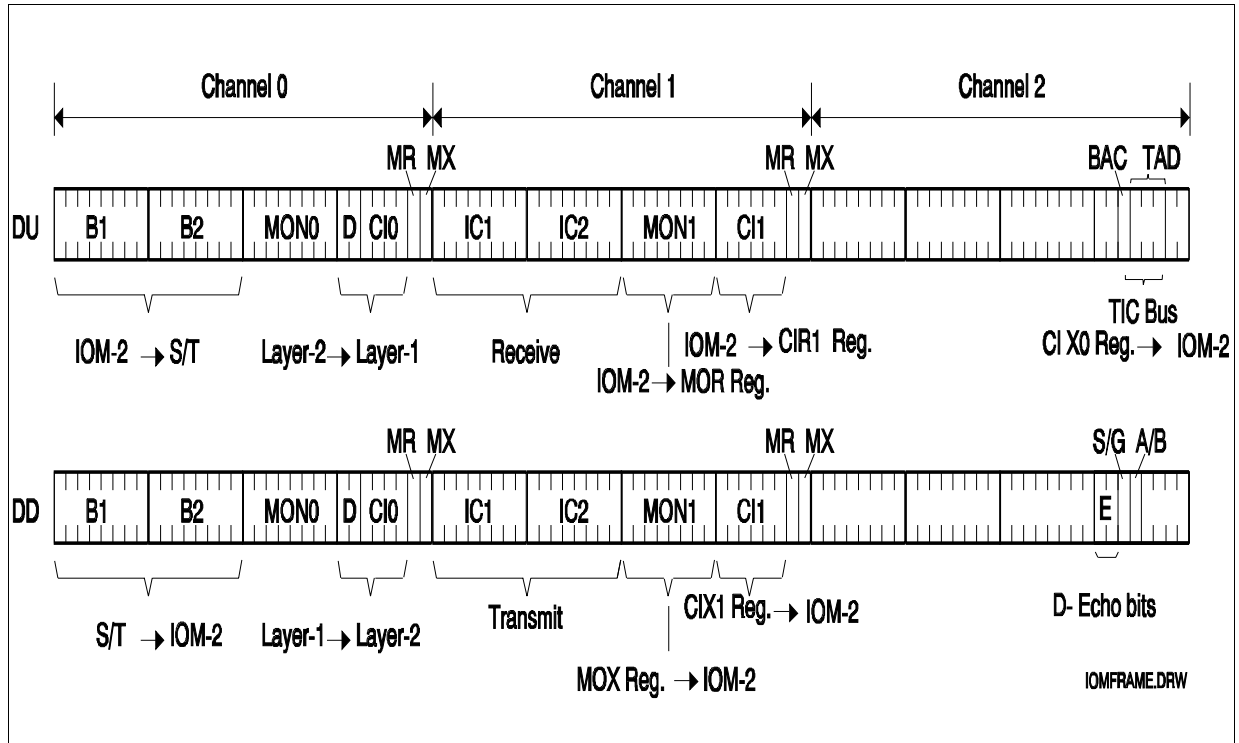 Channel 0 Channel 1 Channel 2
MR MX MR MX BAC TAD
DU B1 B2 MON0 D CI0 IC1 IC2 MON1 CI1
IOM-2 → S/T Layer-2 → Layer-1 Receive IOM-2 → CIR1 Reg. TIC Bus
IOM-2 → MOR Reg. CI X0 Reg. → IOM-2
MR MX MR MX S/G A/B
DD B1 B2 MON0 D CI0 IC1 IC2 MON1 CI1 E
S/T → IOM-2 Layer-1 → Layer-2 Transmit CIX1 Reg. → IOM-2 D- Echo bits
MOX Reg. → IOM-2
IOMFRAME.DRW